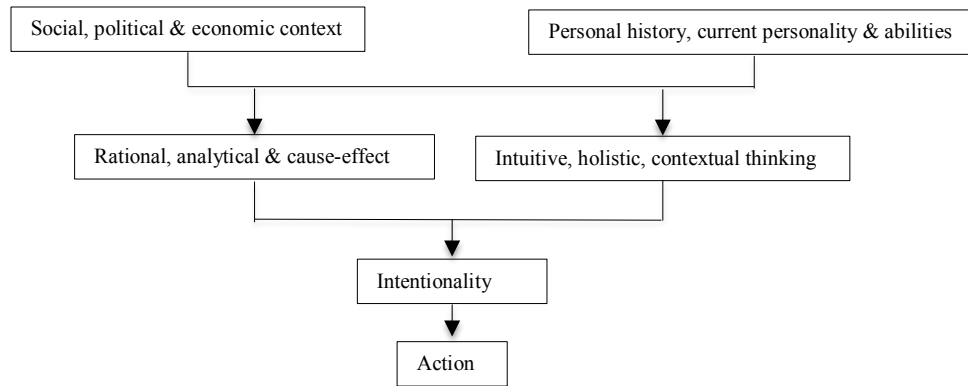 Social, political & economic context
Personal history, current personality & abilities
Rational, analytical & cause-effect
Intuitive, holistic, contextual thinking
Intentionality
Action